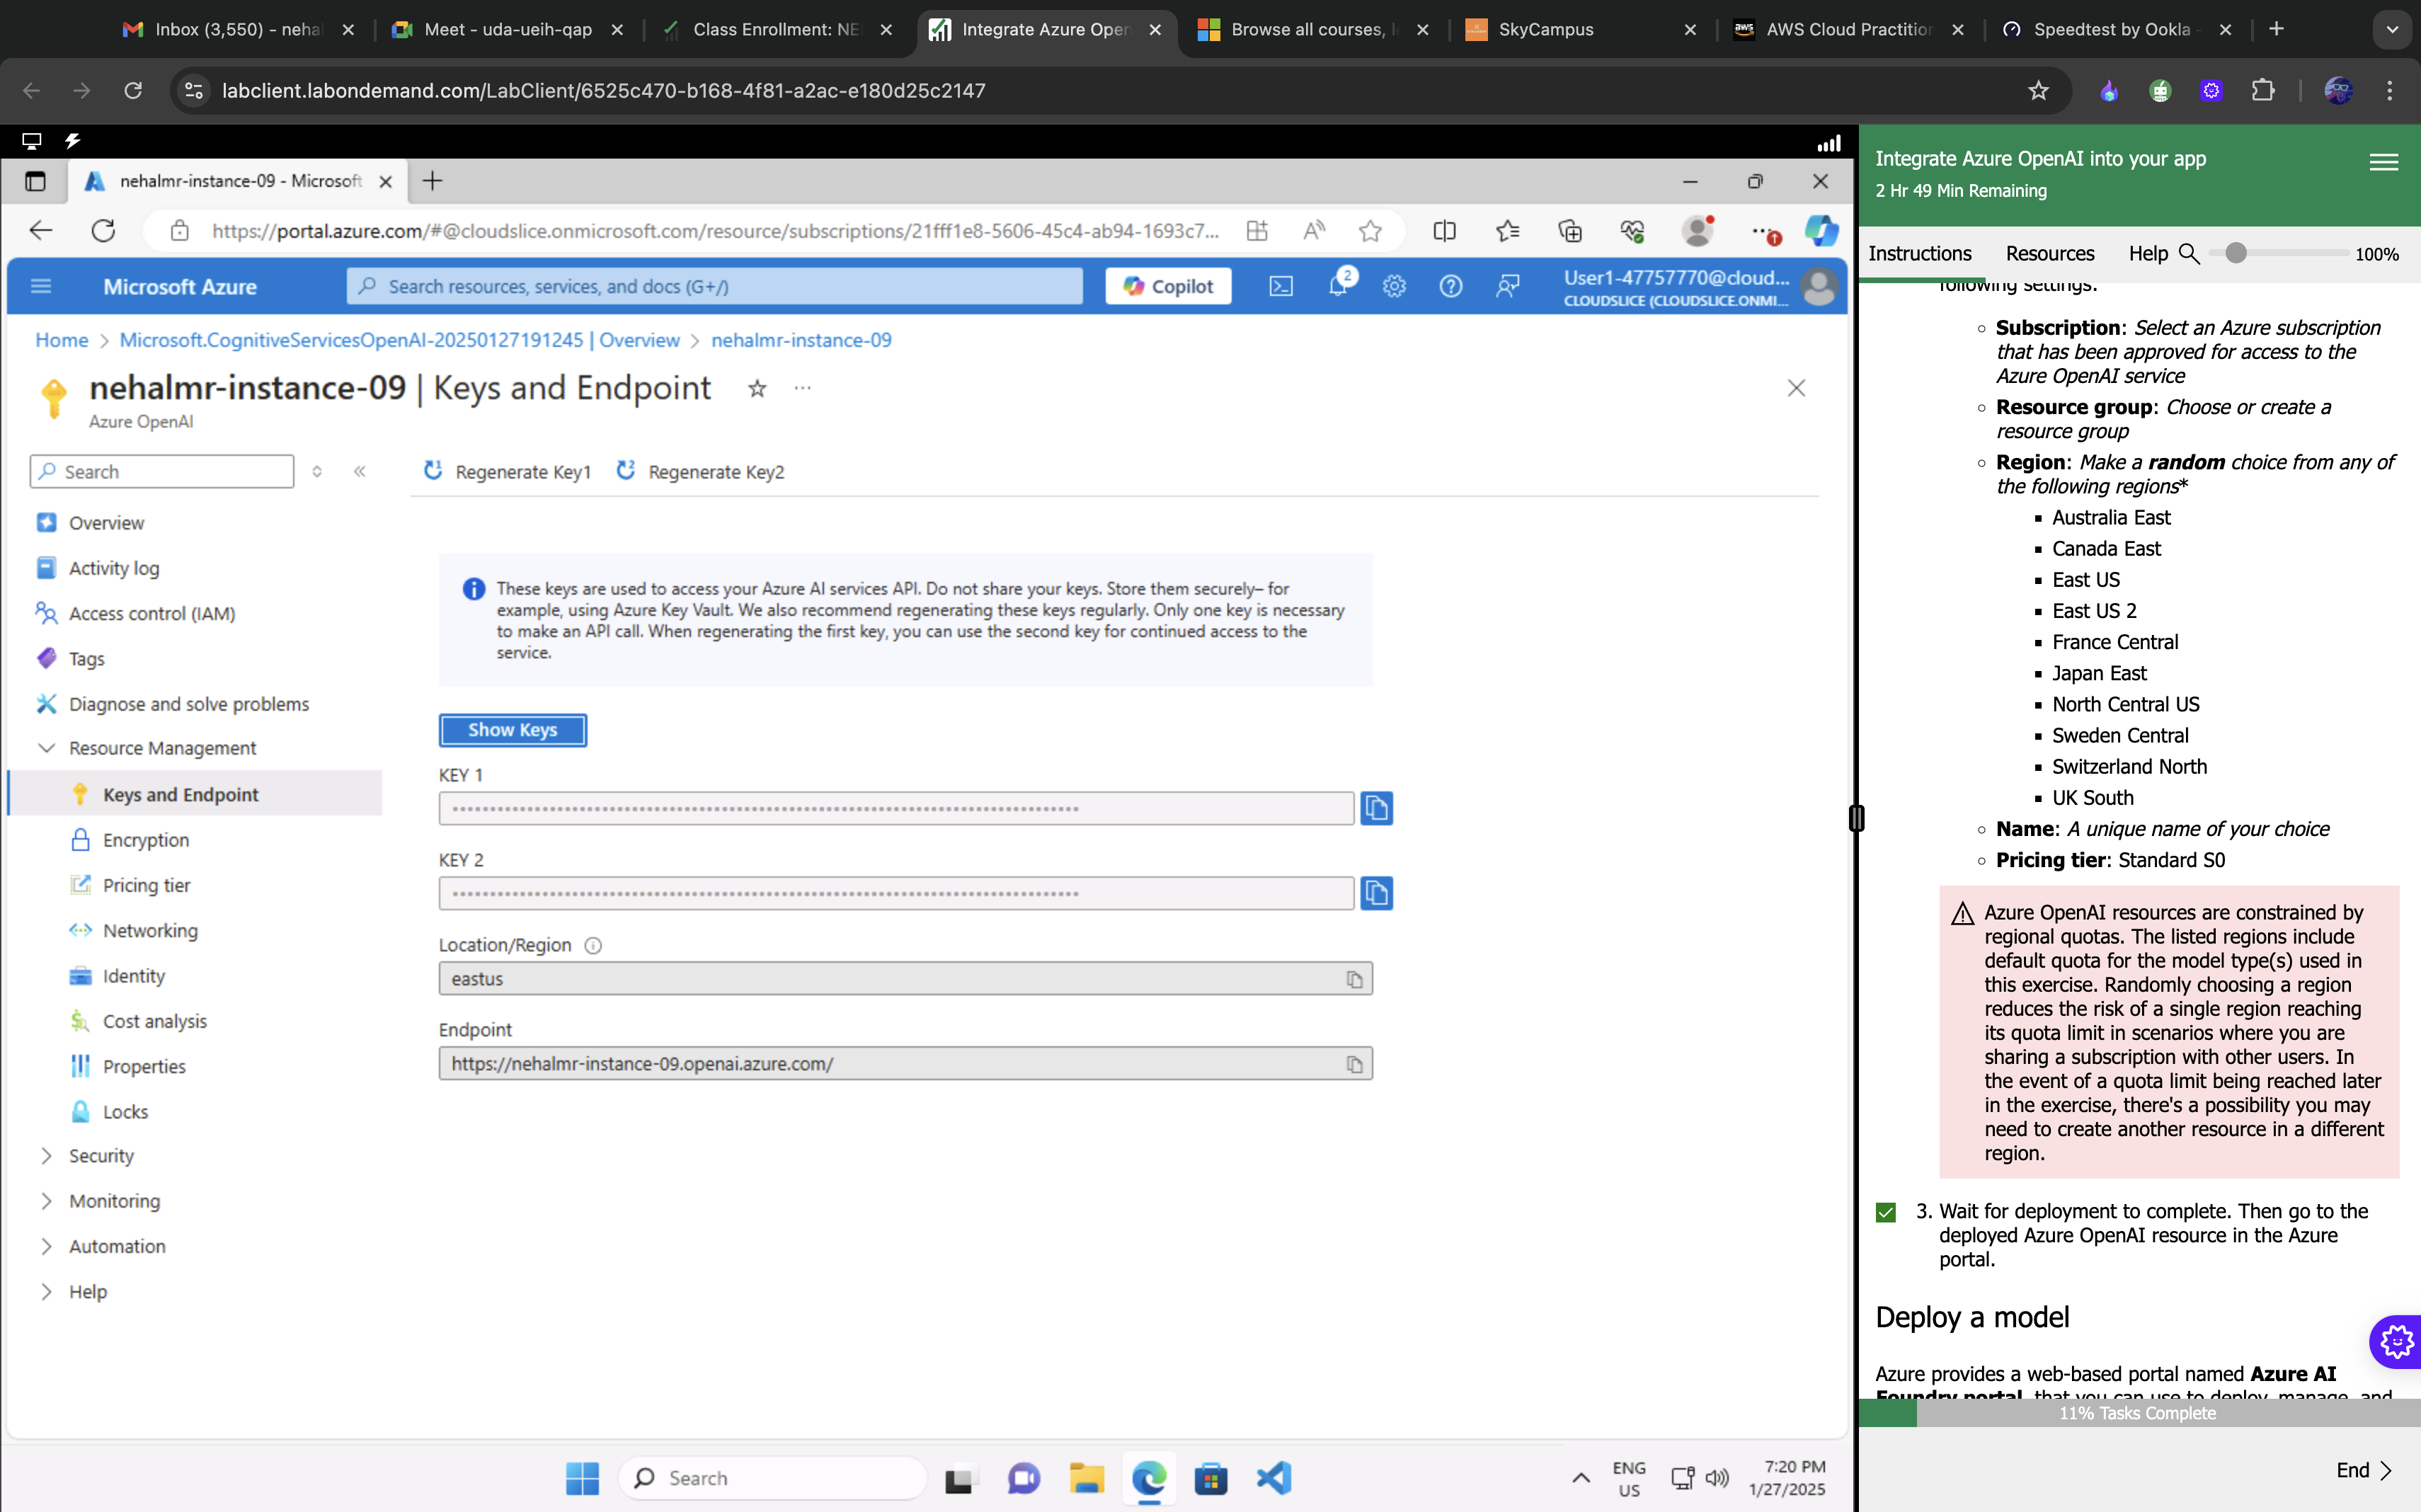 Inbox (3,550) - neha
Meet - uda-ueih-qap
Class Enrollment: NE
Integrate Azure Open
Browse all courses, l
SkyCampus
AWS Cloud Practition
Speedtest by Ookla -
labclient.labondemand.com/LabClient/6525c470-b168-4f81-a2ac-e180d25c2147
nehalmr-instance-09 - Microsoft
https://portal.azure.com/#@cloudslice.onmicrosoft.com/resource/subscriptions/21fff1e8-5606-45c4-ab94-1693c7...
Microsoft Azure
Search resources, services, and docs (G+/)
Copilot
2
User1-47757770@cloud...
CLOUDSLICE (CLOUDSLICE.ONMI...
Home > Microsoft.CognitiveServicesOpenAI-20250127191245 | Overview > nehalmr-instance-09
nehalmr-instance-09 | Keys and Endpoint
Azure OpenAI
Search
Regenerate Key1
Regenerate Key2
Overview
Activity log
Access control (IAM)
Tags
Diagnose and solve problems
Resource Management
Keys and Endpoint
Encryption
Pricing tier
Networking
Identity
Cost analysis
Properties
Locks
Security
Monitoring
Automation
Help
These keys are used to access your Azure AI services API. Do not share your keys. Store them securely– for
example, using Azure Key Vault. We also recommend regenerating these keys regularly. Only one key is necessary
to make an API call. When regenerating the first key, you can use the second key for continued access to the
service.
Show Keys
KEY 1
KEY 2
Location/Region
eastus
Endpoint
https://nehalmr-instance-09.openai.azure.com/
Search
ENG
US
7:20 PM
1/27/2025
Integrate Azure OpenAI into your app
2 Hr 49 Min Remaining
Instructions
Resources
Help
100%
following settings:
Subscription: Select an Azure subscription
that has been approved for access to the
Azure OpenAI service
Resource group: Choose or create a
resource group
Region: Make a random choice from any of
the following regions*
Australia East
Canada East
East US
East US 2
France Central
Japan East
North Central US
Sweden Central
Switzerland North
UK South
Name: A unique name of your choice
Pricing tier: Standard S0
Azure OpenAI resources are constrained by
regional quotas. The listed regions include
default quota for the model type(s) used in
this exercise. Randomly choosing a region
reduces the risk of a single region reaching
its quota limit in scenarios where you are
sharing a subscription with other users. In
the event of a quota limit being reached later
in the exercise, there's a possibility you may
need to create another resource in a different
region.
3. Wait for deployment to complete. Then go to the
deployed Azure OpenAI resource in the Azure
portal.
Deploy a model
Azure provides a web-based portal named Azure AI
Foundry portal, that you can use to deploy, manage, and
11% Tasks Complete
End